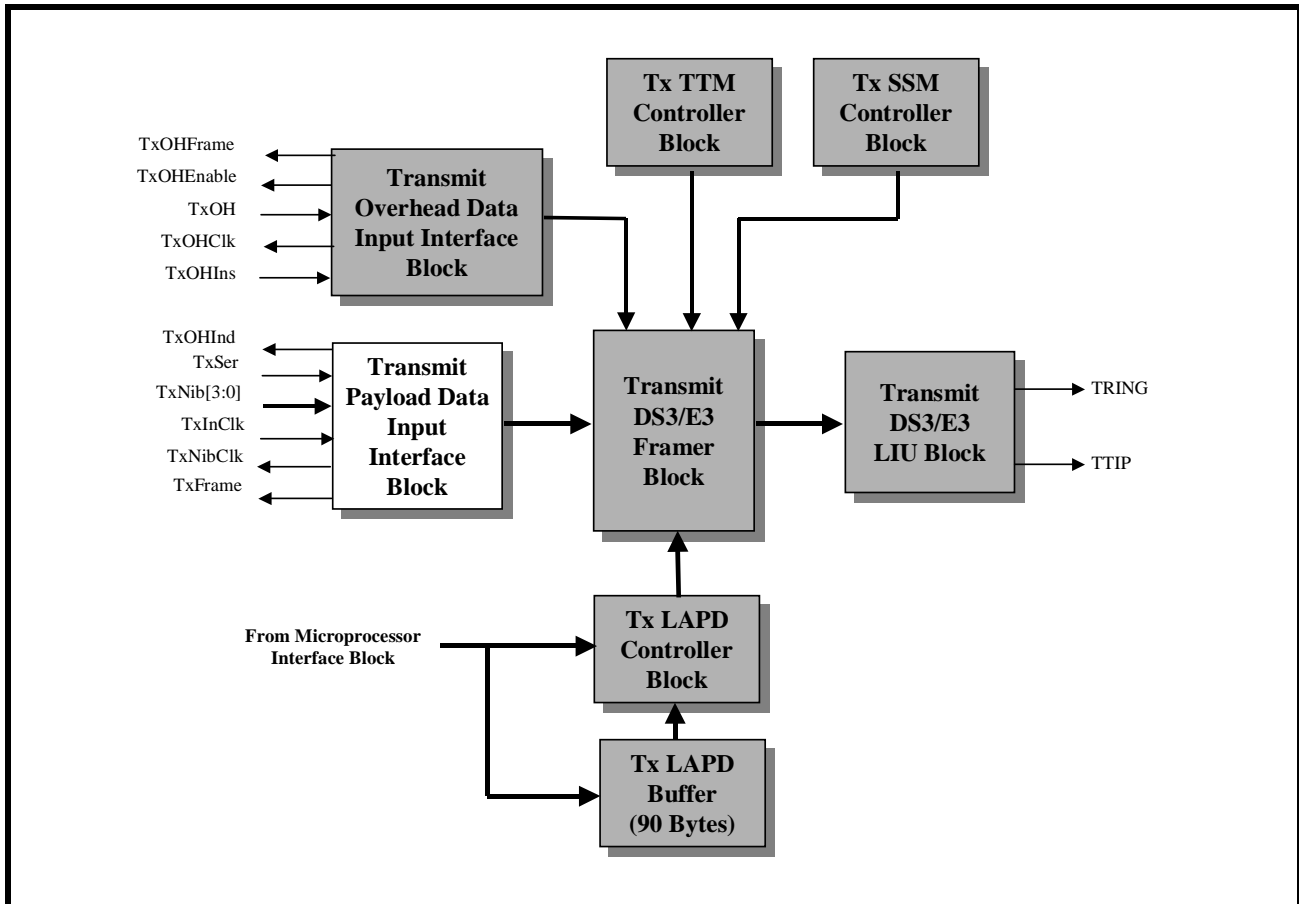 Tx TTM
Controller
Block
Tx SSM
Controller
Block
TxOHFrame
TxOHEnable
TxOH
TxOHClk
TxOHIns
Transmit
Overhead Data
Input Interface
Block
TxOHInd
TxSer
TxNib[3:0]
TxInClk
TxNibClk
TxFrame
Transmit
Payload Data
Input
Interface
Block
Transmit
DS3/E3
Framer
Block
Transmit
DS3/E3
LIU Block
TRING
TTIP
From Microprocessor
Interface Block
Tx LAPD
Controller
Block
Tx LAPD
Buffer
(90 Bytes)